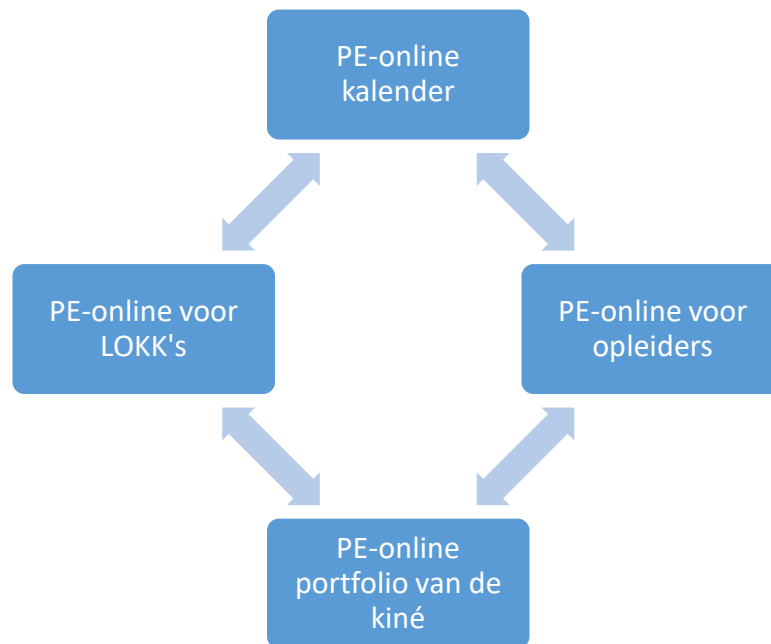 PE-online
kalender
PE-online voor
LOKK's
PE-online voor
opleiders
PE-online
portfolio van de
kiné